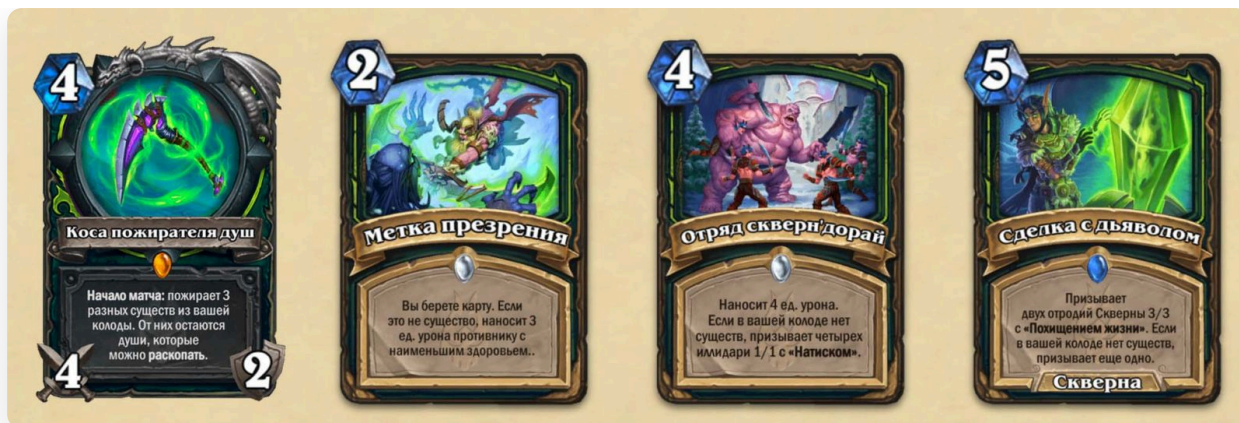 4
Коса пожирателя душ
Начало матча: пожирает 3
разных существ из вашей
колоды. От них остаются
души, которые
можно раскопать.
4
2
2
Метка презрения
Вы берете карту. Если
это не существо, наносит 3
ед. урона противнику с
наименьшим здоровьем..
4
Отряд скверн'дорай
Наносит 4 ед. урона.
Если в вашей колоде нет
существ, призывает четырех
иллидари 1/1 с «Натиском».
5
Сделка с дьяволом
Призывает
двух отродий Скверны 3/3
с «Похищением жизни». Если
в вашей колоде нет существ,
призывает еще одно.
Скверна